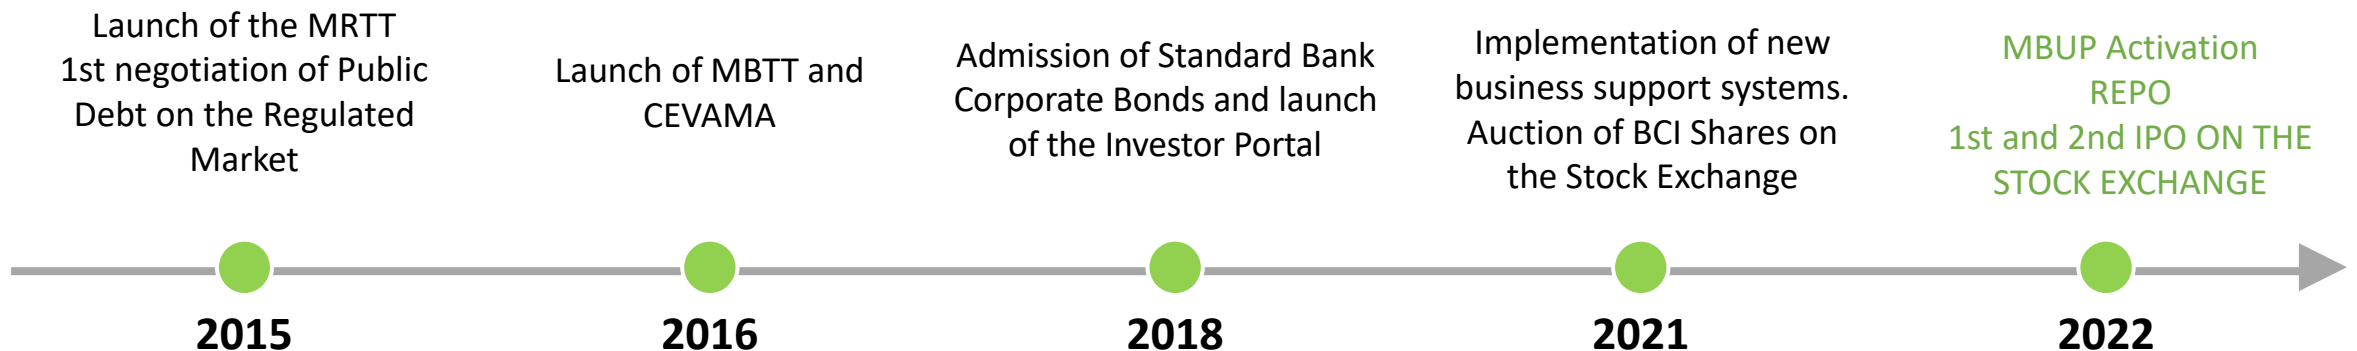 Launch of the MRTT
1st negotiation of Public
Debt on the Regulated
Market
Launch of MBTT and
CEVAMA
Admission of Standard Bank
Corporate Bonds and launch
of the Investor Portal
Implementation of new
business support systems.
Auction of BCI Shares on
the Stock Exchange
MBUP Activation
REPO
1st and 2nd IPO ON THE
STOCK EXCHANGE
2015
2016
2018
2021
2022